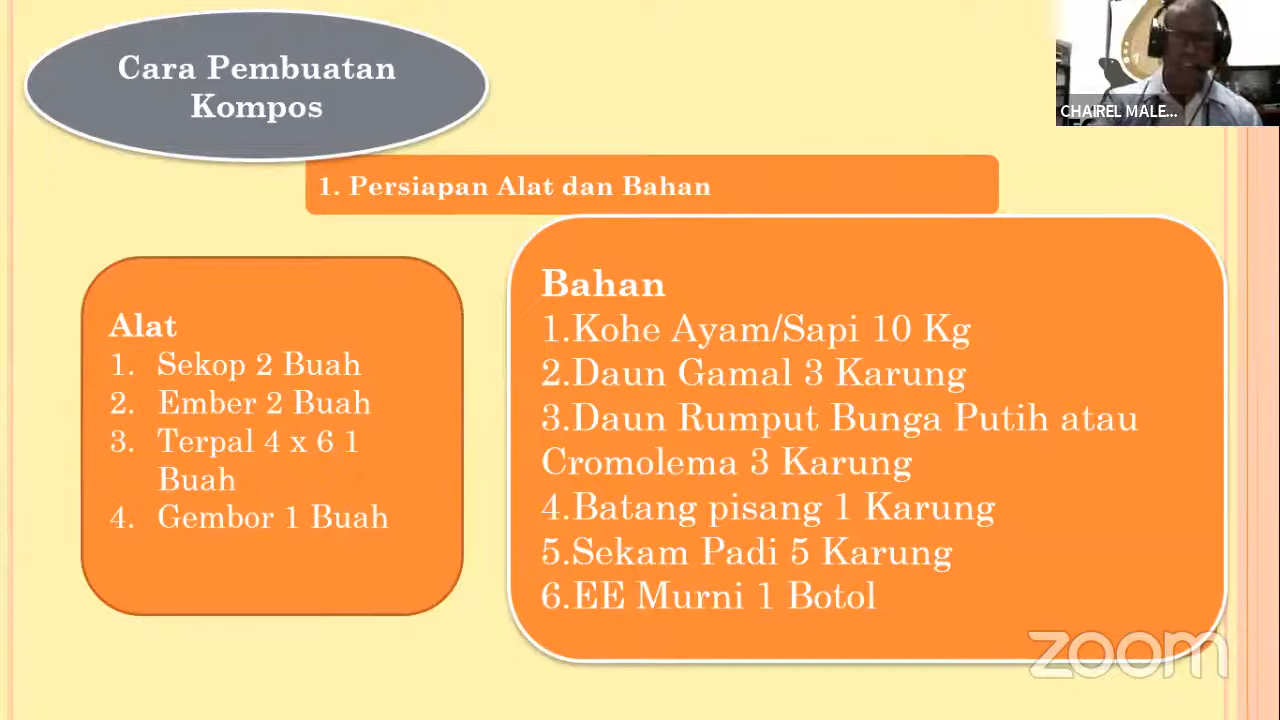 Cara Pembuatan
Kompos
CHAIREL MALE...
1. Persiapan Alat dan Bahan
Alat
1. Sekop 2 Buah
2. Ember 2 Buah
3. Terpal 4 x 6 1
Buah
4. Gembor 1 Buah
Bahan
1.Kohe Ayam/Sapi 10 Kg
2.Daun Gamal 3 Karung
3.Daun Rumput Bunga Putih atau
Cromolema 3 Karung
4.Batang pisang 1 Karung
5.Sekam Padi 5 Karung
6.EE Murni 1 Botol
zoom